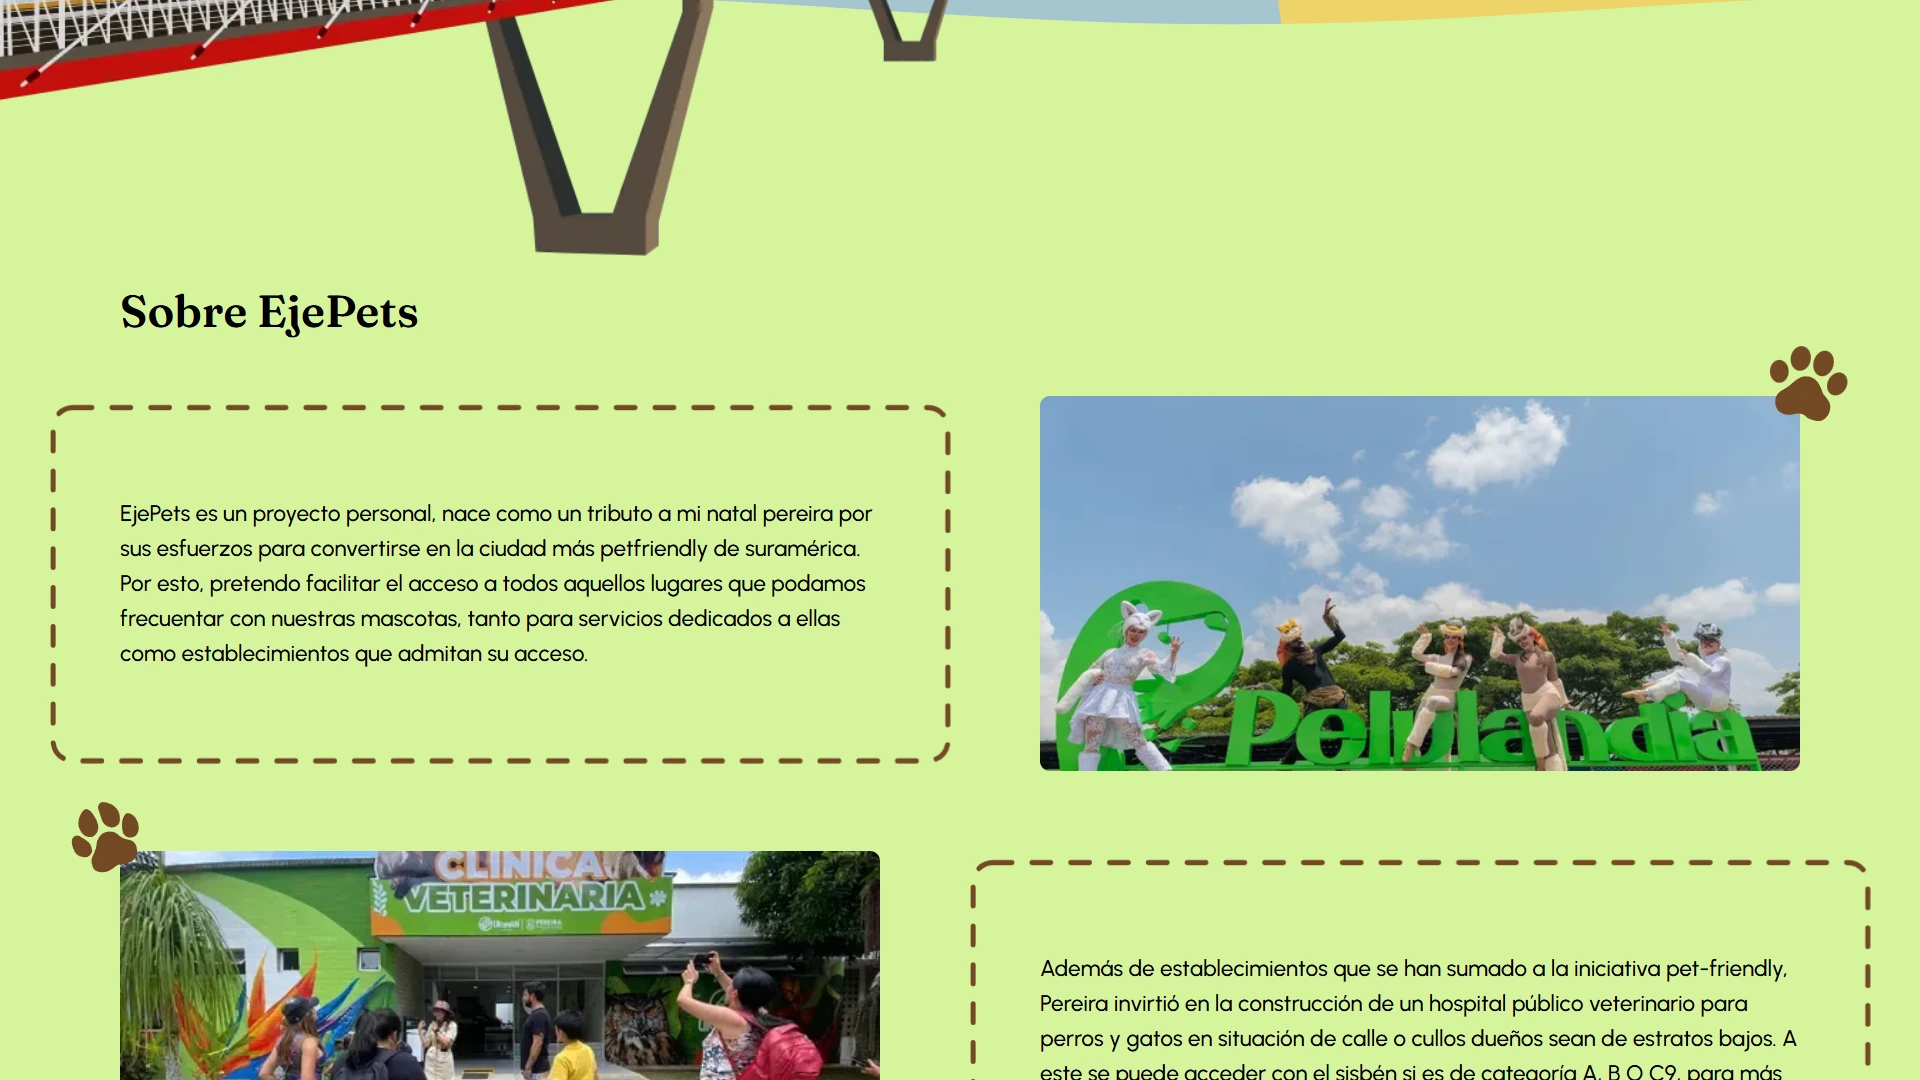 Sobre EjePets
EjePets es un proyecto personal, nace como un tributo a mi natal pereira por
sus esfuerzos para convertirse en la ciudad más petfriendly de suramérica.
Por esto, pretendo facilitar el acceso a todos aquellos lugares que podamos
frecuentar con nuestras mascotas, tanto para servicios dedicados a ellas
como establecimientos que admitan su acceso.
Pelulandia
CLINICA
VETERINARIA
PEREIRA
Además de establecimientos que se han sumado a la iniciativa pet-friendly,
Pereira invirtió en la construcción de un hospital público veterinario para
perros y gatos en situación de calle o cullos dueños sean de estratos bajos. A
este se puede acceder con el sisbén si es de categoría A, B O C9, para más